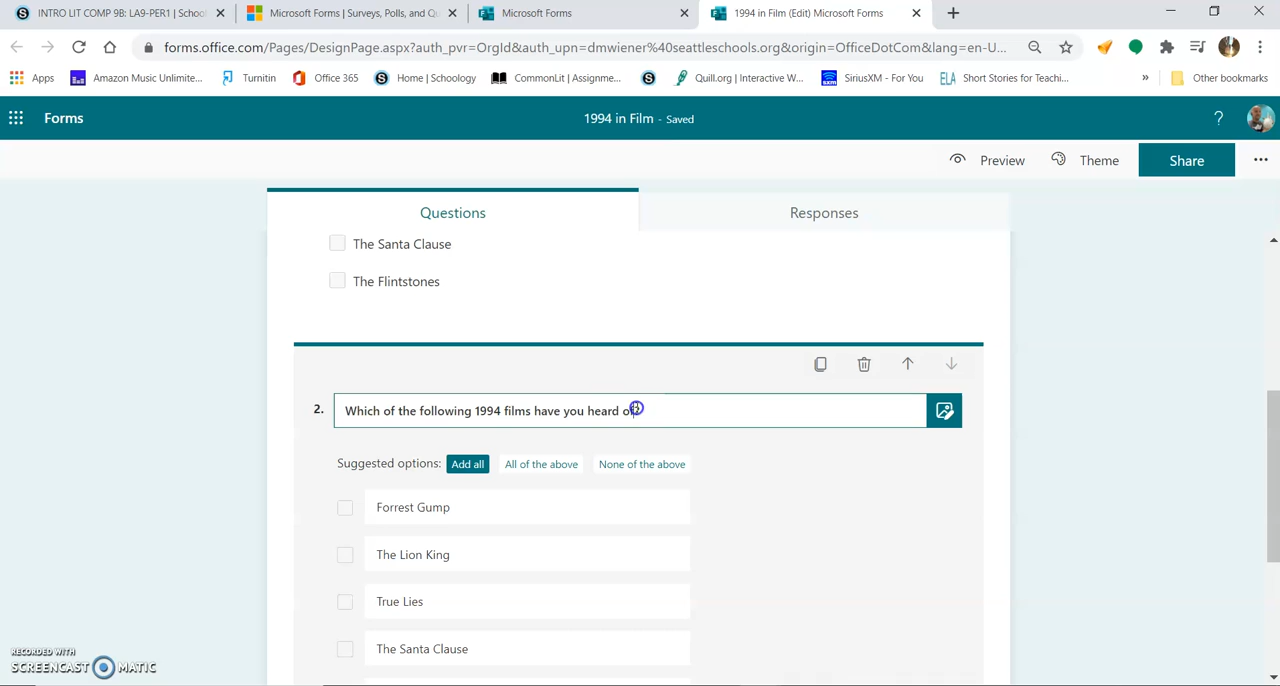 INTRO LIT COMP 9B: LA9-PER1 | School
Microsoft Forms | Surveys, Polls, and Qu
Microsoft Forms
1994 in Film (Edit) Microsoft Forms
forms.office.com/Pages/DesignPage.aspx?auth_pvr=OrgId&auth_upn=dmwiener%40seattleschools.org&origin=OfficeDotCom&lang=en-U...
Apps
Amazon Music Unlimite...
Turnitin
Office 365
Home | Schoology
CommonLit | Assignme...
Quill.org | Interactive W...
SiriusXM - For You
ELA
Short Stories for Teachi...
»
Other bookmarks
Forms
1994 in Film - Saved
?
Preview
Theme
Share
...
Questions
Responses
The Santa Clause
The Flintstones
2. Which of the following 1994 films have you heard of?
Suggested options: Add all All of the above None of the above
Forrest Gump
The Lion King
True Lies
The Santa Clause
RECORDED WITH
SCREENCAST MATIC